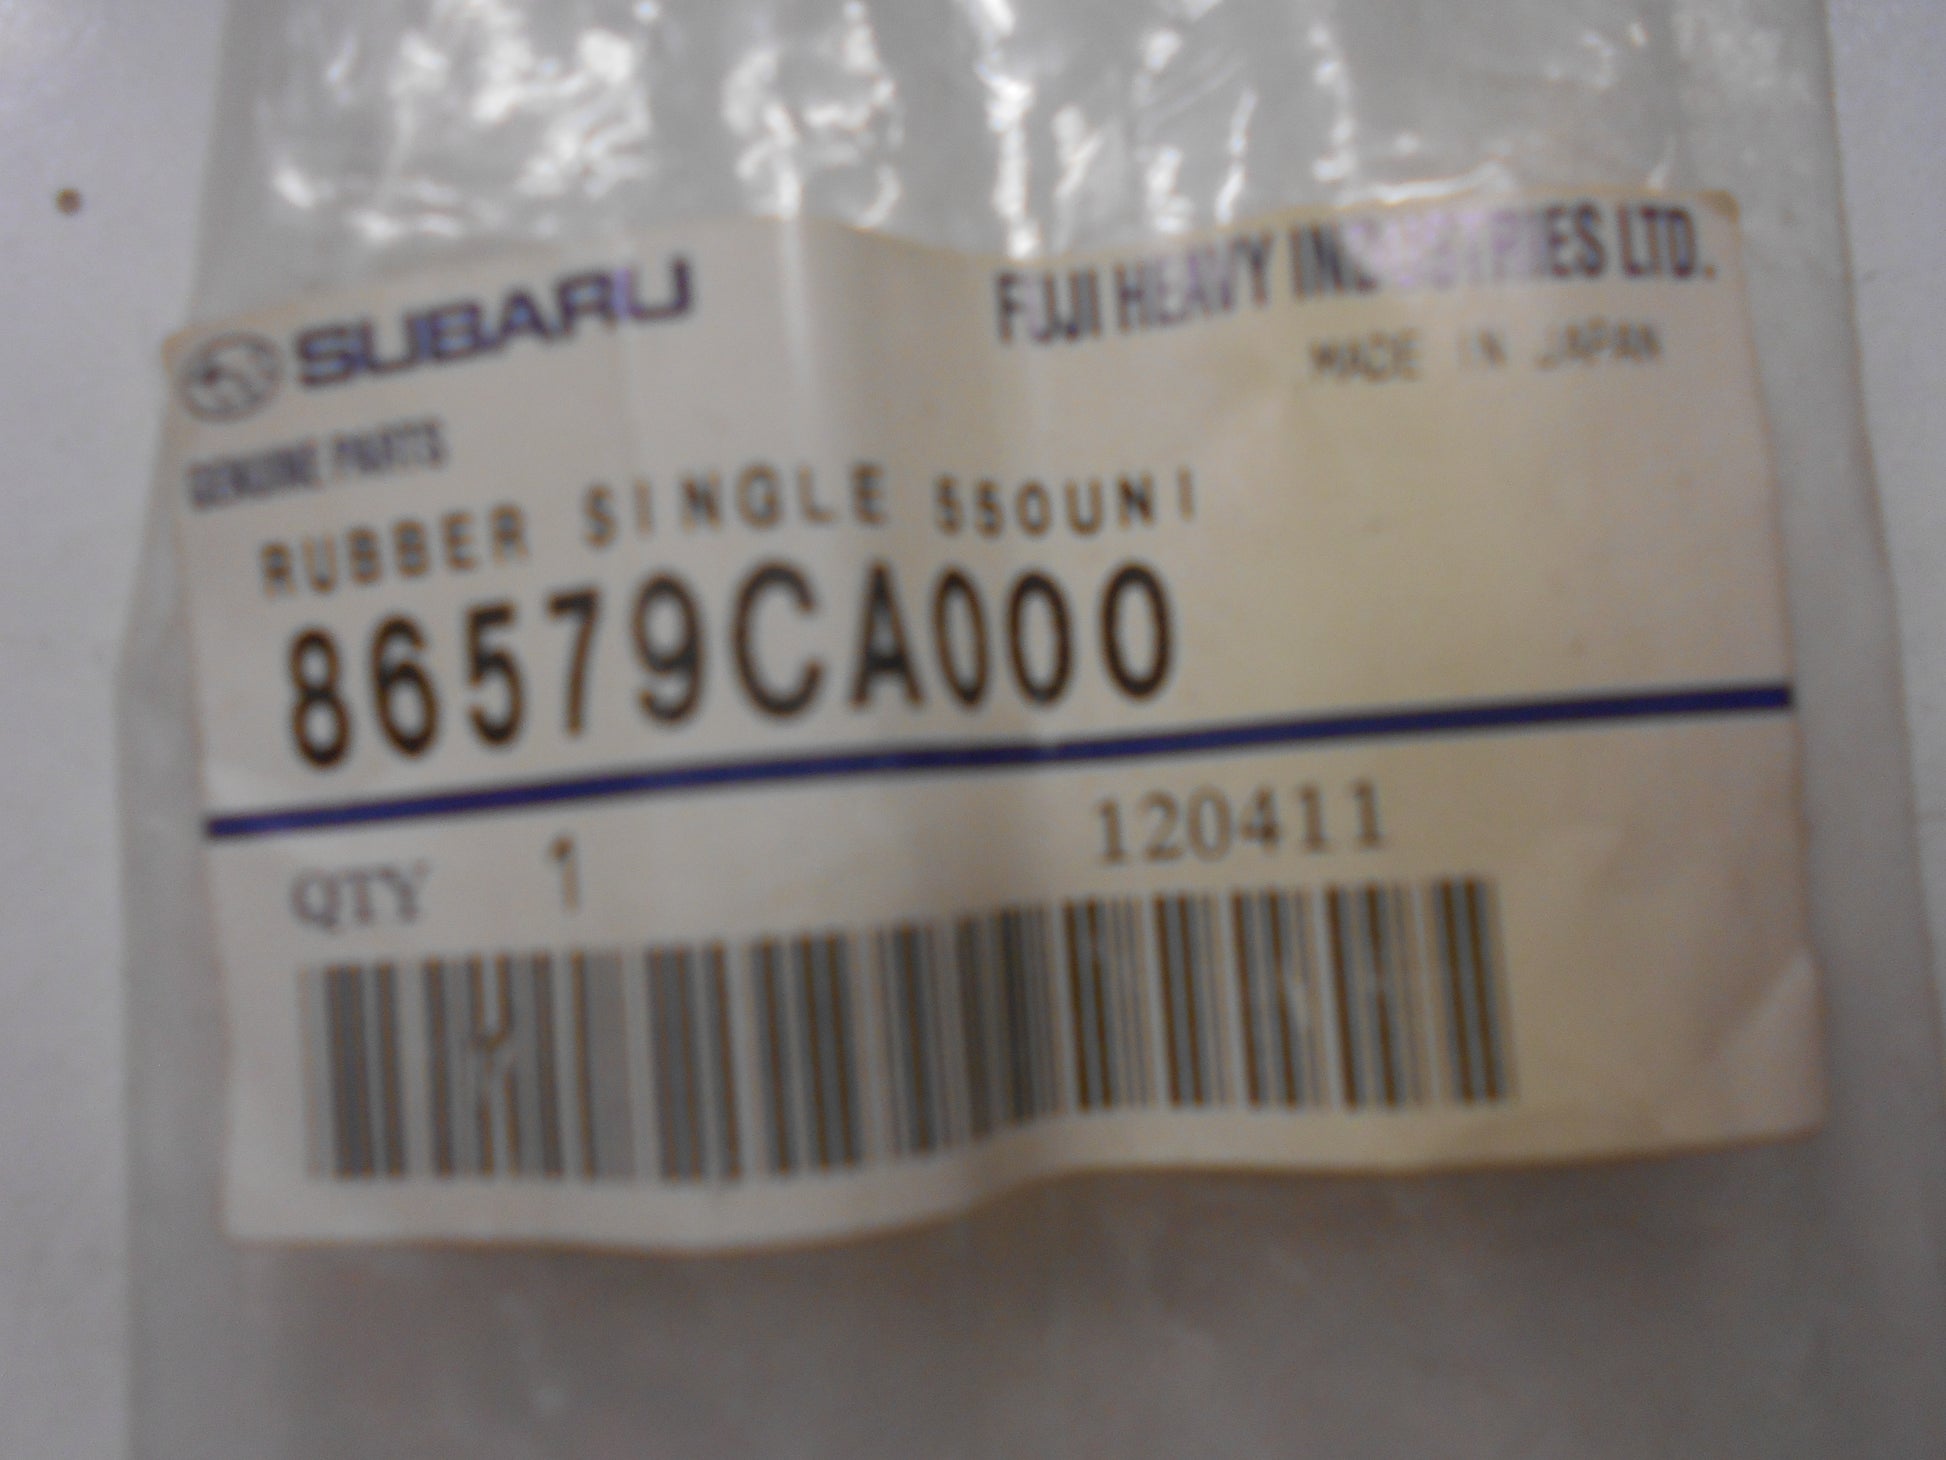 SUBARU
FUJI HEAVY INDUSTRIES LTD.
MADE IN JAPAN
GENUINE PARTS
RUBBER SINGLE 550UNI
86579CA000
QTY 1
120411